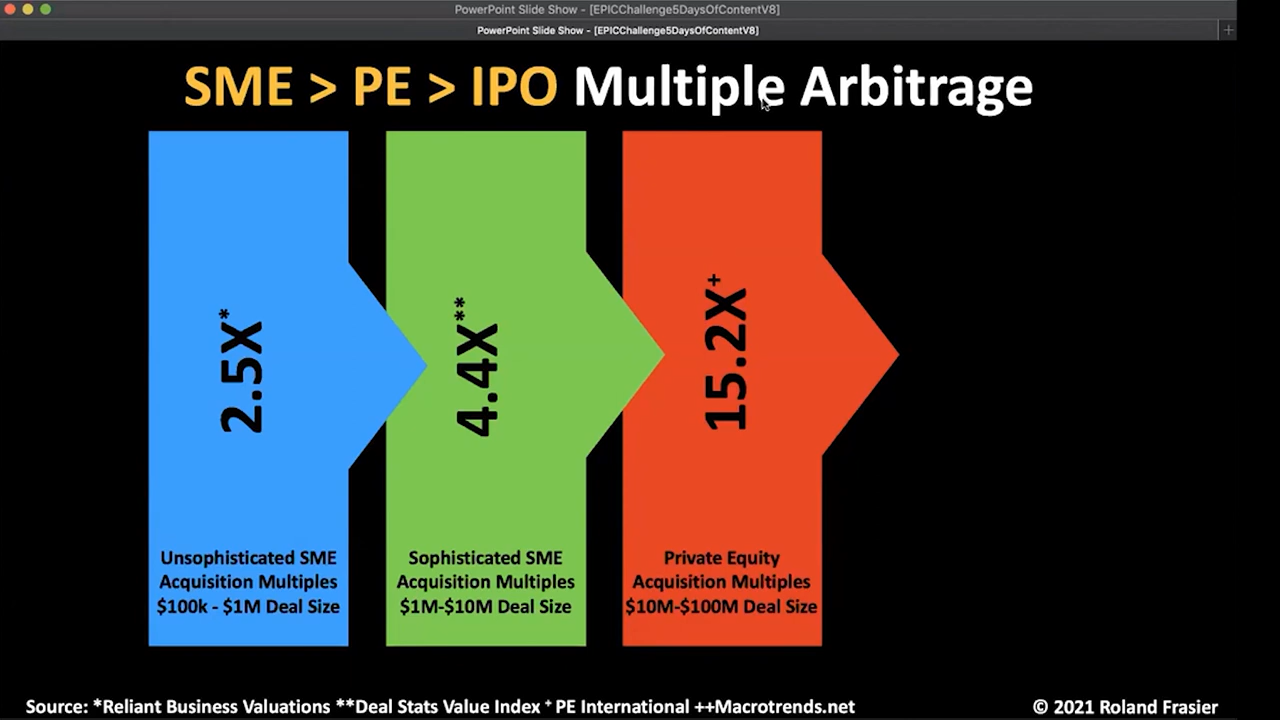 PowerPoint Slide Show - [EPICChallenge5DaysOfContentV8]
PowerPoint Slide Show - [EPICChallenge5DaysOfContentV8]
SME > PE > IPO Multiple Arbitrage
2.5X*
Unsophisticated SME
Acquisition Multiples
$100k - $1M Deal Size
4.4X**
Sophisticated SME
Acquisition Multiples
$1M-$10M Deal Size
15.2X+
Private Equity
Acquisition Multiples
$10M-$100M Deal Size
Source: *Reliant Business Valuations **Deal Stats Value Index + PE International ++Macrotrends.net
© 2021 Roland Frasier